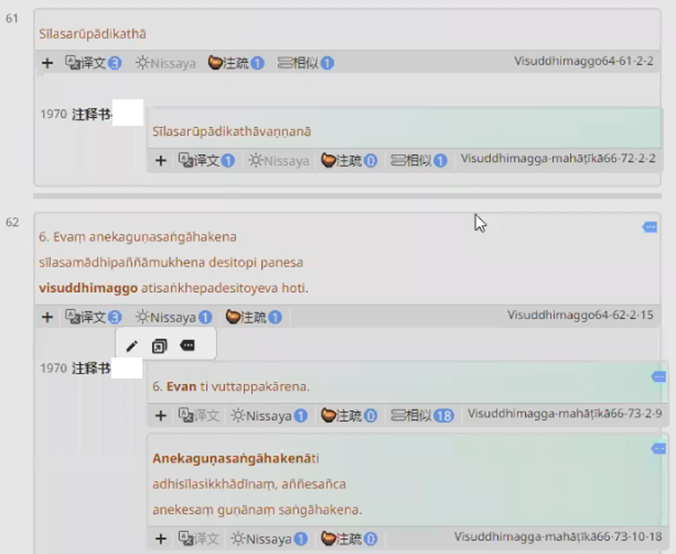 61
Sīlasarūpādikathā
译文 3 Nissaya 注疏 1 相似 1 Visuddhimaggo64-61-2-2
1970 注释书
Sīlasarūpādikathāvaṇṇanā
译文 1 Nissaya 注疏 0 相似 1 Visuddhimagga-mahāṭīkā66-72-2-2
62
6. Evaṃ anekaguṇasaṅgāhakena
sīlasamādhipaññāmukhena desitopi panesa
visuddhimaggo atisaṅkhepadesitoyeva hoti.
译文 3 Nissaya 1 注疏 1 Visuddhimaggo64-62-2-15
1970 注释书
6. Evan ti vuttappakārena.
译文 Nissaya 1 注疏 0 相似 18 Visuddhimagga-mahāṭīkā66-73-2-9
Anekaguṇasaṅgāhakenāti
adhisīlasikkhādīnaṃ, aññesañca
anekesaṃ guṇānaṃ saṅgāhakena.
译文 Nissaya 1 注疏 0 Visuddhimagga-mahāṭīkā66-73-10-18